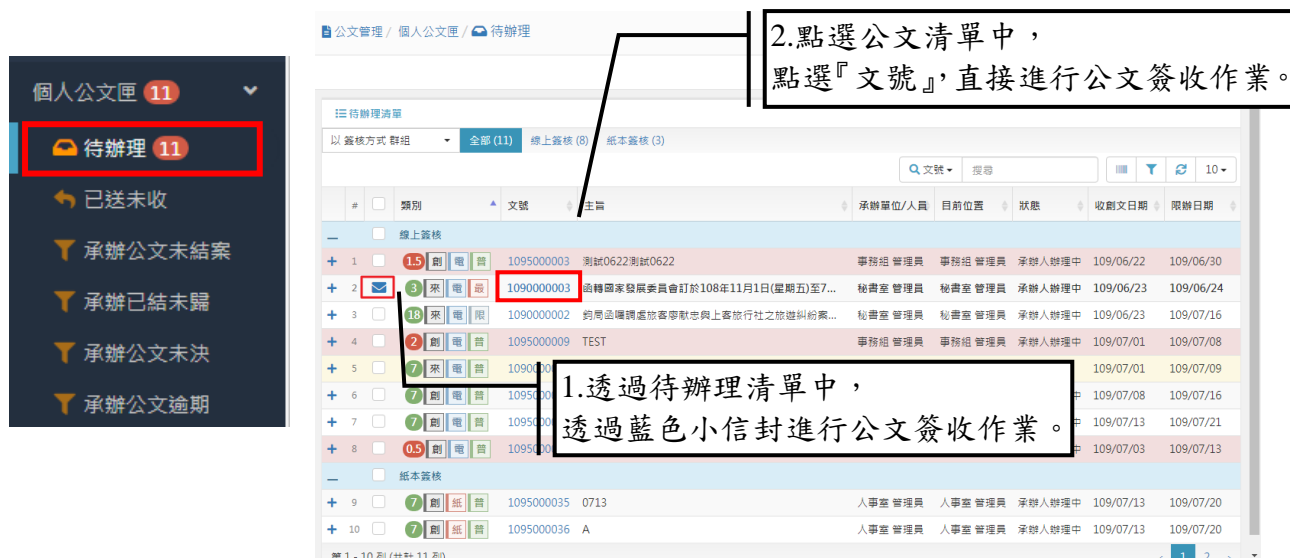 公文管理 / 個人公文匣 / 待辦理
2.點選公文清單中，
點選『文號』，直接進行公文簽收作業。
個人公文匣 11
待辦理 11
已送未收
承辦公文未結案
承辦已結未歸
承辦公文未決
承辦公文逾期
待辦理清單
以 簽核方式 群組 全部 (11) 線上簽核 (8) 紙本簽核 (3)
文號 搜尋 10
# 類別 文號 主旨 承辦單位/人員 目前位置 狀態 收創文日期 限辦日期
線上簽核
1 1.5 創 電 普 1095000003 測試0622測試0622 事務組 管理員 事務組 管理員 承辦人辦理中 109/06/22 109/06/30
2 3 來 電 最 1090000003 函轉國家發展委員會訂於108年11月1日(星期五)至7... 秘書室 管理員 秘書室 管理員 承辦人辦理中 109/06/23 109/06/24
3 18 來 電 限 1090000002 鈞局函囑調處旅客廖猷忠與上客旅行社之旅遊糾紛案... 秘書室 管理員 秘書室 管理員 承辦人辦理中 109/06/23 109/07/16
4 2 創 電 普 1095000009 TEST 事務組 管理員 事務組 管理員 承辦人辦理中 109/07/01 109/07/08
5 7 來 電 普 109000 109/07/01 109/07/09
6 7 創 電 普 10950 中 109/07/08 109/07/16
7 7 創 電 普 10950 中 109/07/13 109/07/21
8 0.5 創 電 普 10950 中 109/07/03 109/07/13
1.透過待辦理清單中，
透過藍色小信封進行公文簽收作業。
紙本簽核
9 7 創 紙 普 1095000035 0713 人事室 管理員 人事室 管理員 承辦人辦理中 109/07/13 109/07/20
10 7 創 紙 普 1095000036 A 人事室 管理員 人事室 管理員 承辦人辦理中 109/07/13 109/07/20
第 1 - 10 列 (共計 11 列) ‹ 1 2 ›